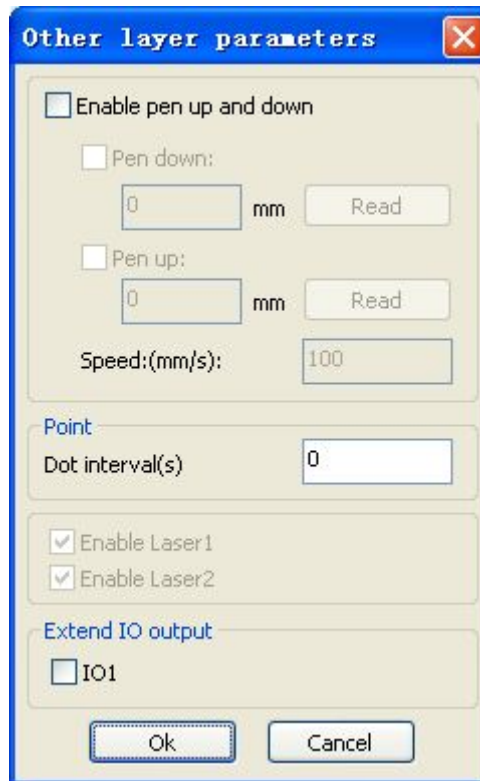 Other layer parameters
Enable pen up and down
Pen down:
0 mm Read
Pen up:
0 mm Read
Speed:(mm/s): 100
Point
Dot interval(s) 0
Enable Laser1
Enable Laser2
Extend IO output
IO1
Ok Cancel